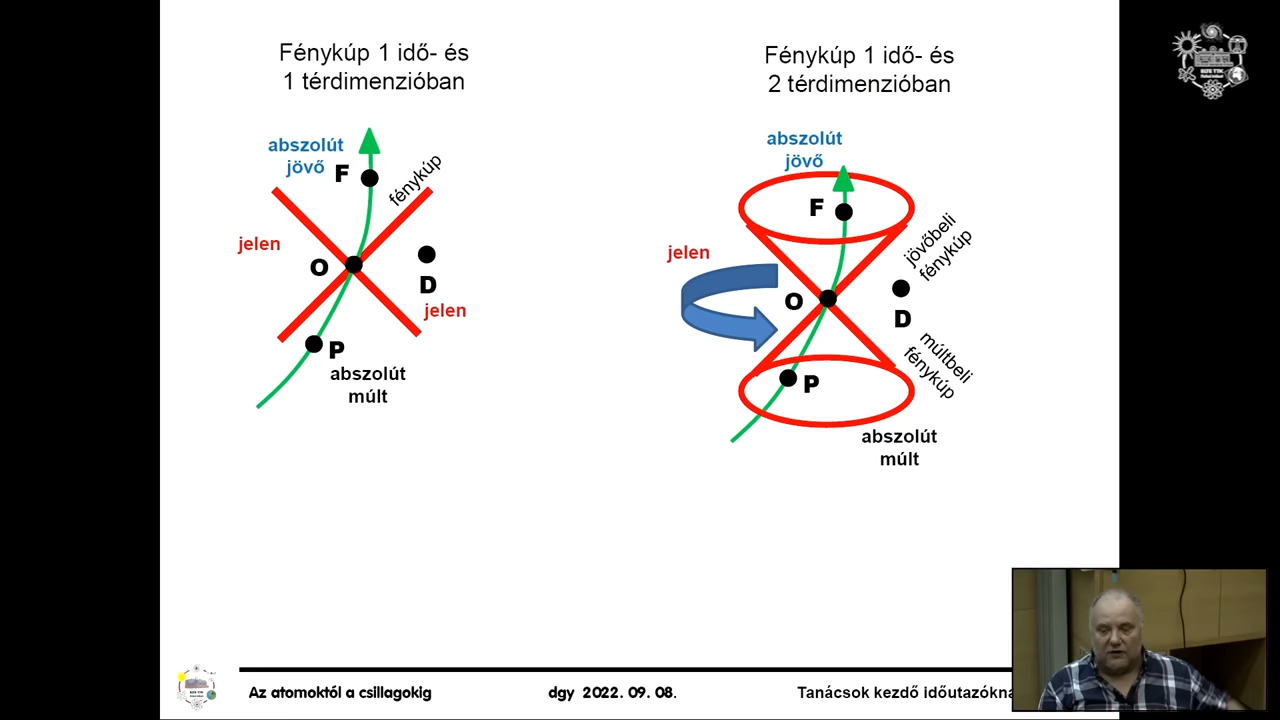 Fénykúp 1 idő- és
1 térdimenzióban
abszolút
jövő
F
fénykúp
jelen
O
D
jelen
P
abszolút
múlt
Fénykúp 1 idő- és
2 térdimenzióban
abszolút
jövő
F
jövőbeli
fénykúp
jelen
O
D
múltbeli
fénykúp
P
abszolút
múlt
Az atomoktól a csillagokig
dgy 2022. 09. 08.
Tanácsok kezdő